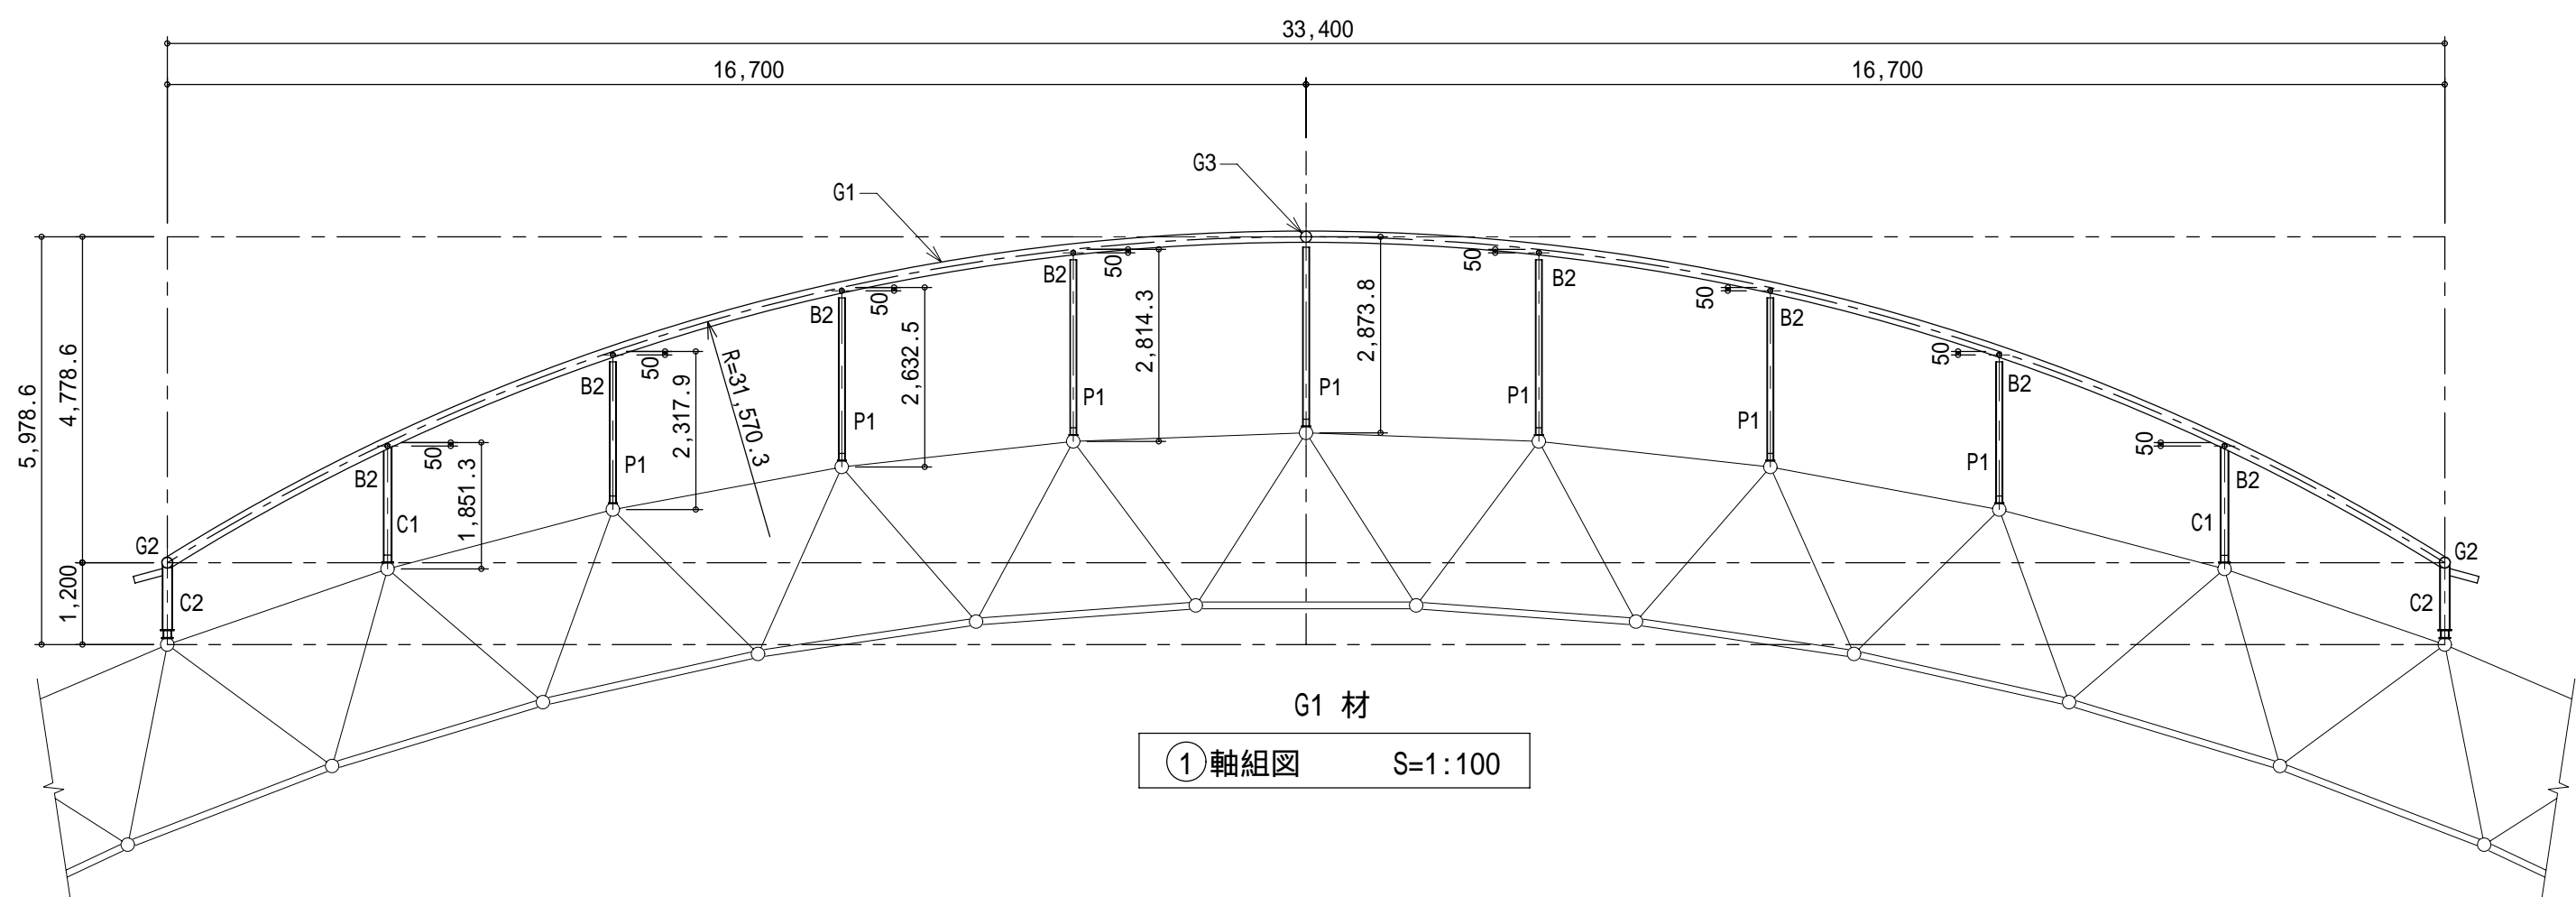 33,400
16,700
16,700
G3
G1
5,978.6
4,778.6
1,200
B2
50
B2
50
B2
50
B2
50
50
B2
50
B2
50
B2
50
B2
1,851.3
2,317.9
2,632.5
2,814.3
2,873.8
R=31,570.3
C1
P1
P1
P1
P1
P1
P1
P1
C1
G2
C2
G2
C2
G1 材
① 軸組図 S=1:100